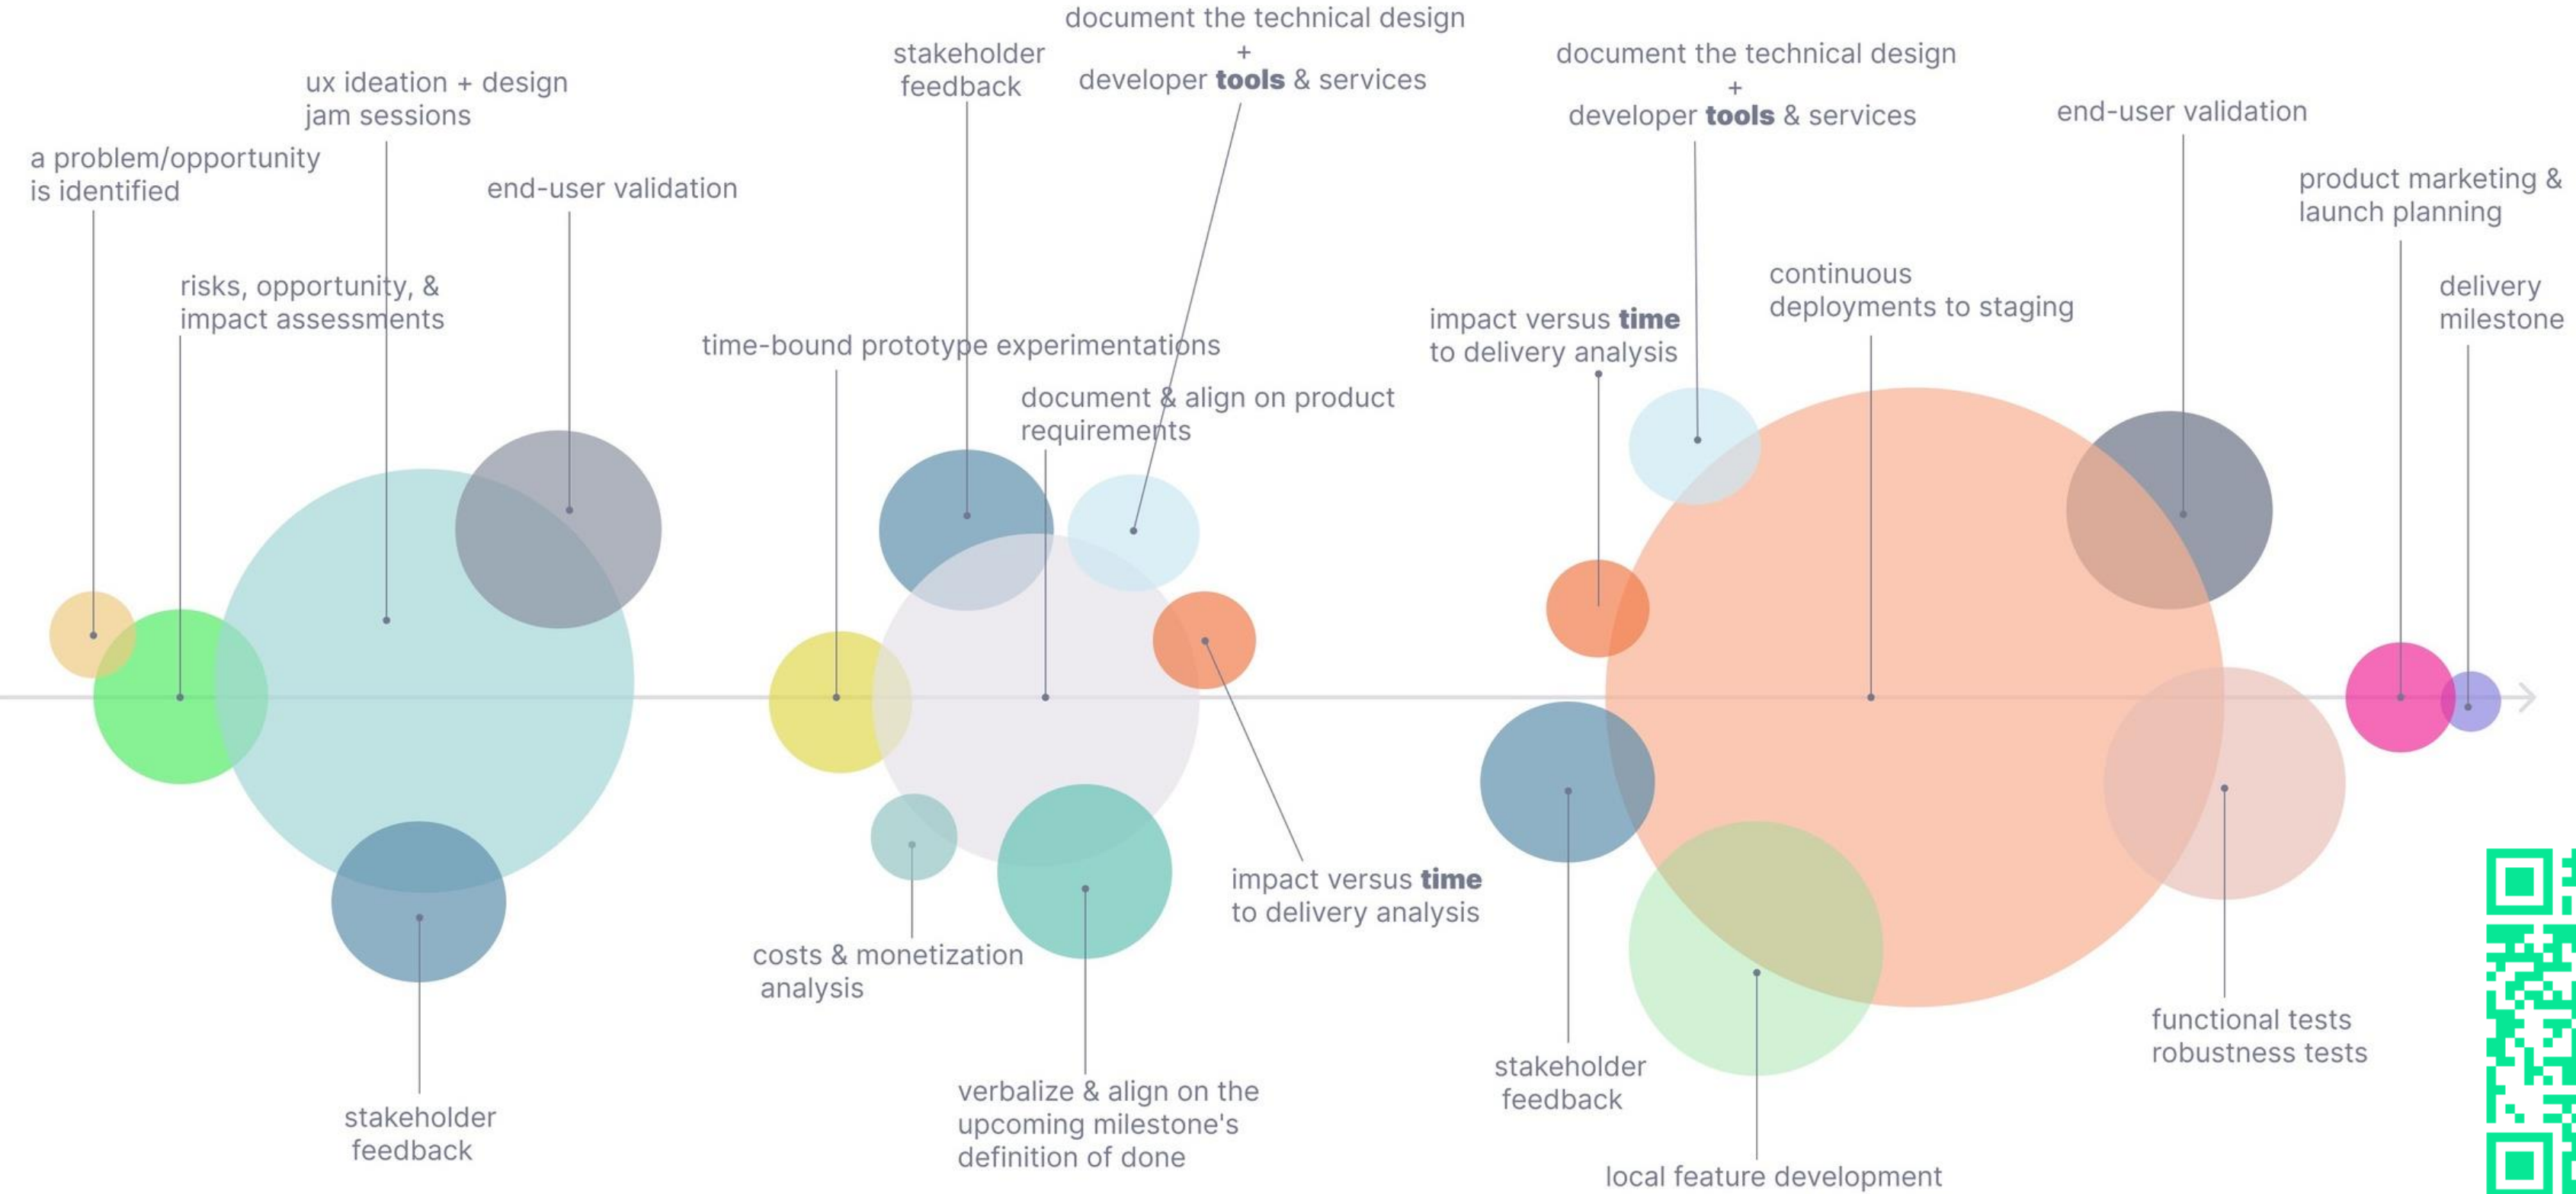 a problem/opportunity
is identified
risks, opportunity, &
impact assessments
ux ideation + design
jam sessions
end-user validation
stakeholder
feedback
time-bound prototype experimentations
stakeholder
feedback
document the technical design
+
developer tools & services
document & align on product
requirements
costs & monetization
analysis
verbalize & align on the
upcoming milestone's
definition of done
impact versus time
to delivery analysis
impact versus time
to delivery analysis
document the technical design
+
developer tools & services
continuous
deployments to staging
stakeholder
feedback
local feature development
end-user validation
functional tests
robustness tests
product marketing &
launch planning
delivery
milestone